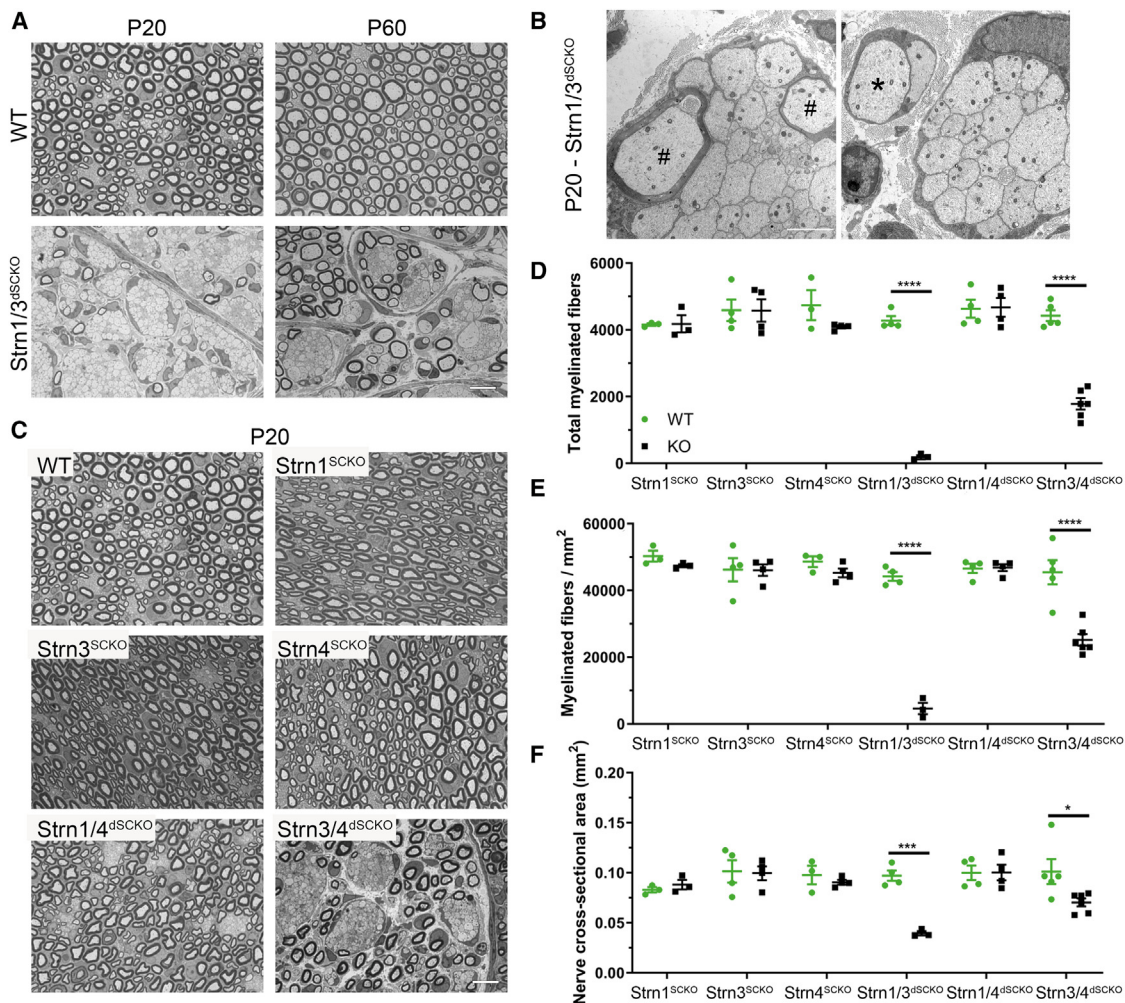 A
P20
P60
WT
Strn1/3dSCKO
B
P20 - Strn1/3dSCKO
#
#
*
C
P20
WT
Strn1SCKO
Strn3SCKO
Strn4SCKO
Strn1/4dSCKO
Strn3/4dSCKO
D
Total myelinated fibers
6000
4000
2000
0
****
****
WT
KO
Strn1SCKO Strn3SCKO Strn4SCKO Strn1/3dSCKO Strn1/4dSCKO Strn3/4dSCKO
E
Myelinated fibers / mm2
60000
40000
20000
0
****
****
Strn1SCKO Strn3SCKO Strn4SCKO Strn1/3dSCKO Strn1/4dSCKO Strn3/4dSCKO
F
Nerve cross-sectional area (mm2)
0.20
0.15
0.10
0.05
0.00
***
*
Strn1SCKO Strn3SCKO Strn4SCKO Strn1/3dSCKO Strn1/4dSCKO Strn3/4dSCKO